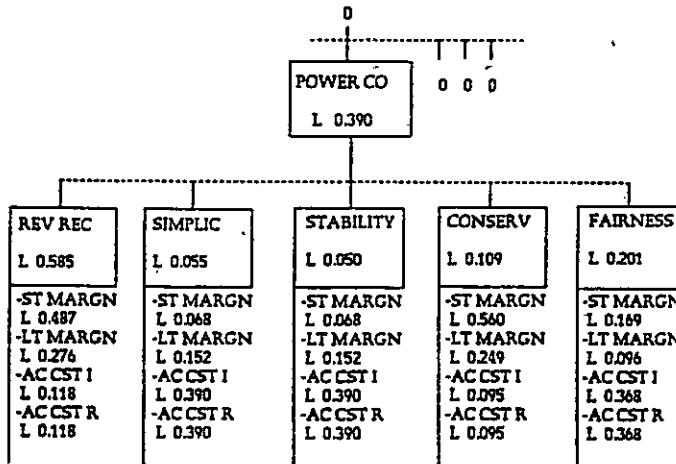 0
POWER CO
L 0.390
0 0 0
REV REC
L 0.585
-ST MARGN
L 0.487
-LT MARGN
L 0.276
-AC CST I
L 0.118
-AC CST R
L 0.118
SIMPLIC
L 0.055
-ST MARGN
L 0.068
-LT MARGN
L 0.152
-AC CST I
L 0.390
-AC CST R
L 0.390
STABILITY
L 0.050
-ST MARGN
L 0.068
-LT MARGN
L 0.152
-AC CST I
L 0.390
-AC CST R
L 0.390
CONSERV
L 0.109
-ST MARGN
L 0.560
-LT MARGN
L 0.249
-AC CST I
L 0.095
-AC CST R
L 0.095
FAIRNESS
L 0.201
-ST MARGN
L 0.169
-LT MARGN
L 0.096
-AC CST I
L 0.368
-AC CST R
L 0.368